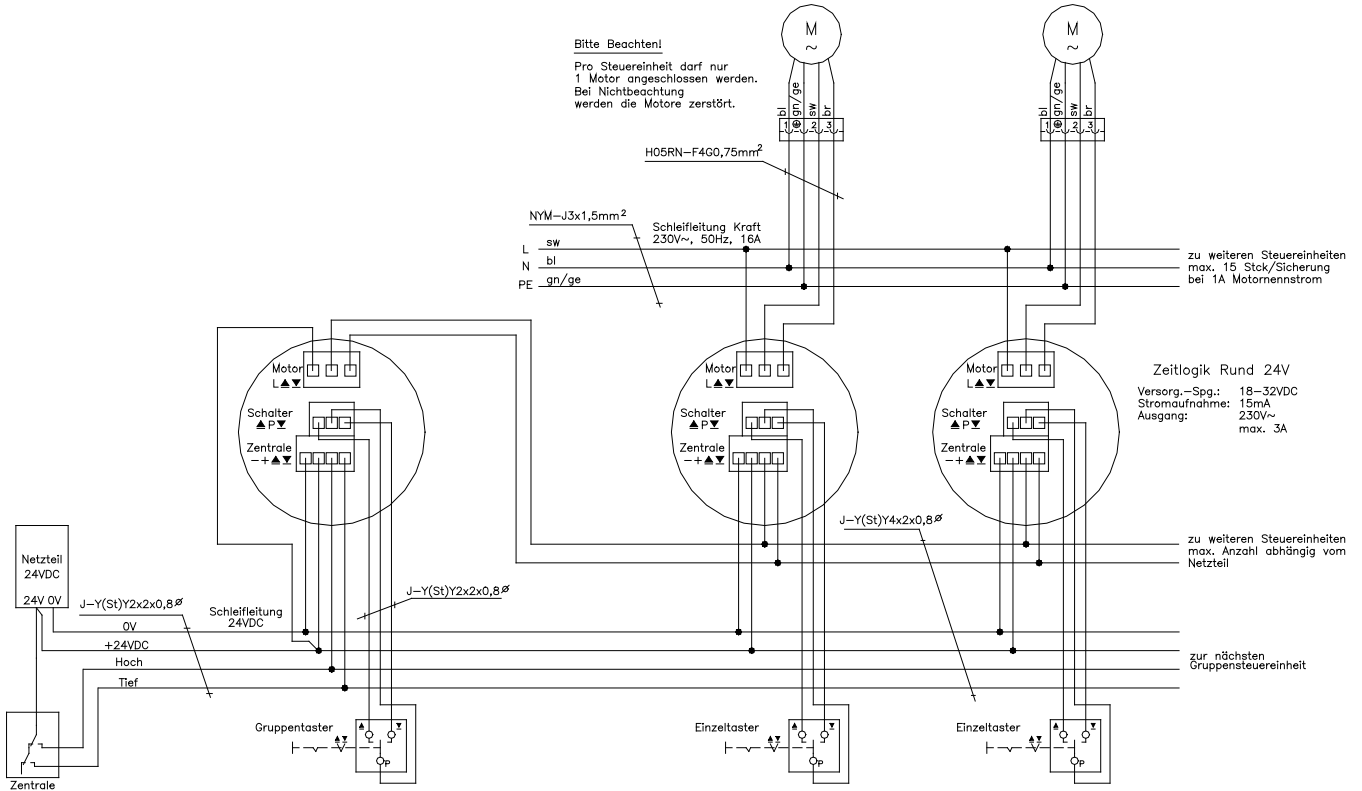 M
~
M
~
Bitte Beachten!
Pro Steuereinheit darf nur
1 Motor angeschlossen werden.
Bei Nichtbeachtung
werden die Motore zerstört.
bl
gn/ge
sw
br
bl
gn/ge
sw
br
1 2 3
1 2 3
H05RN-F4G0,75mm²
NYM-J3x1,5mm²
Schleifleitung Kraft
230V~, 50Hz, 16A
L sw
N bl
PE gn/ge
zu weiteren Steuereinheiten
max. 15 Stck/Sicherung
bei 1A Motornennstrom
Motor
L▲▼
Schalter
▲P▼
Zentrale
-+▲▼
Motor
L▲▼
Schalter
▲P▼
Zentrale
-+▲▼
Motor
L▲▼
Schalter
▲P▼
Zentrale
-+▲▼
Zeitlogik Rund 24V
Versorg.-Spg.: 18-32VDC
Stromaufnahme: 15mA
Ausgang: 230V~
max. 3A
J-Y(St)Y4x2x0,8⌀
zu weiteren Steuereinheiten
max. Anzahl abhängig vom
Netzteil
Netzteil
24VDC
24V 0V
J-Y(St)Y2x2x0,8⌀
J-Y(St)Y2x2x0,8⌀
Schleifleitung
24VDC
0V
+24VDC
Hoch
Tief
zur nächsten
Gruppensteuereinheit
Gruppentaster
▲▼
▲ ▼
P
Einzeltaster
▲▼
▲ ▼
P
Einzeltaster
▲▼
▲ ▼
P
Zentrale